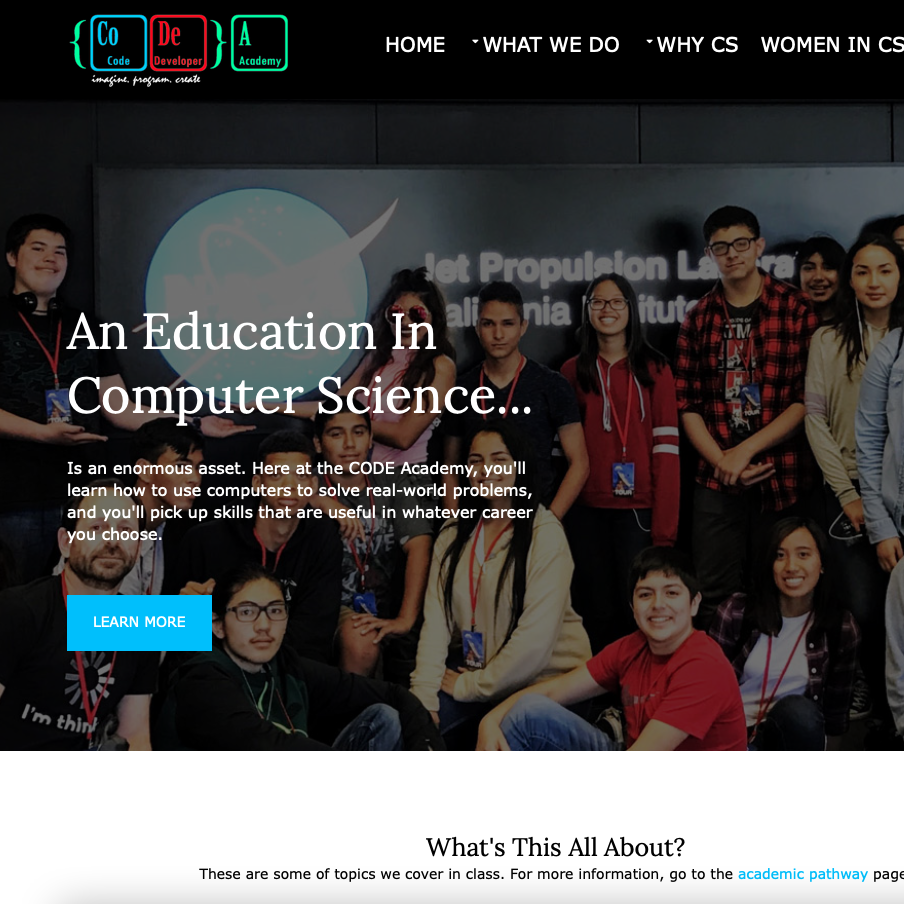 { Co De } A
Code Developer Academy
imagine. program. create
HOME WHAT WE DO WHY CS WOMEN IN CS
Jet Propulsion
An Education In
Computer Science...
Is an enormous asset. Here at the CODE Academy, you'll
learn how to use computers to solve real-world problems,
and you'll pick up skills that are useful in whatever career
you choose.
TOUR
TOUR
LEARN MORE
I'm
What's This All About?
These are some of topics we cover in class. For more information, go to the academic pathway page